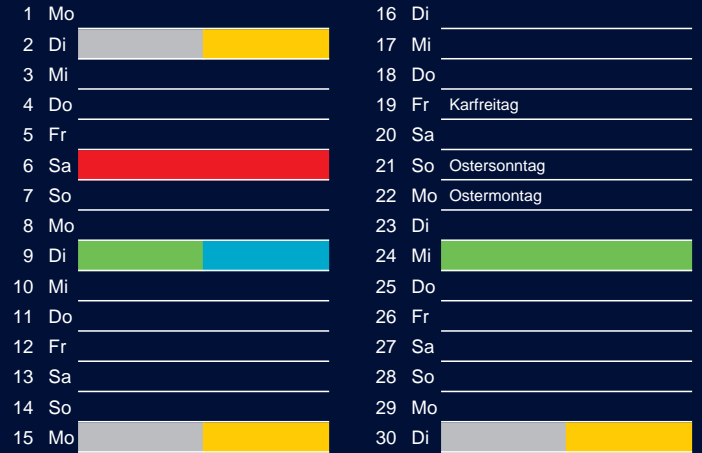 1 Mo
2 Di
3 Mi
4 Do
5 Fr
6 Sa
7 So
8 Mo
9 Di
10 Mi
11 Do
12 Fr
13 Sa
14 So
15 Mo
16 Di
17 Mi
18 Do
19 Fr Karfreitag
20 Sa
21 So Ostersonntag
22 Mo Ostermontag
23 Di
24 Mi
25 Do
26 Fr
27 Sa
28 So
29 Mo
30 Di